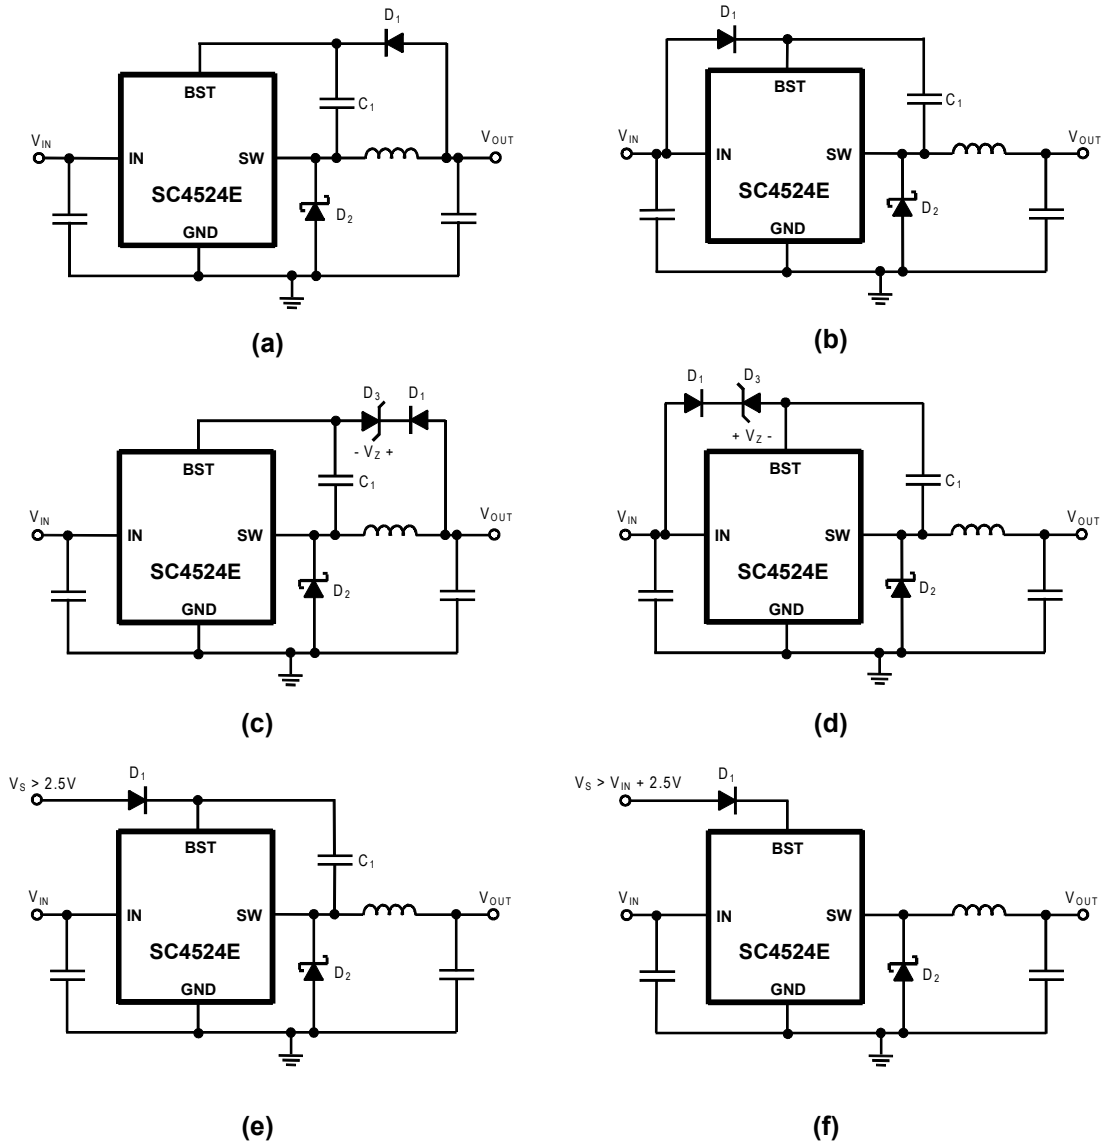 D1
BST
C1
VIN
IN
SW
VOUT
SC4524E
D2
GND
(a)
D1
BST
C1
VIN
IN
SW
VOUT
SC4524E
D2
GND
(b)
D3 D1
- VZ +
BST
C1
VIN
IN
SW
VOUT
SC4524E
D2
GND
(c)
D1 D3
+ VZ -
BST
C1
VIN
IN
SW
VOUT
SC4524E
D2
GND
(d)
VS > 2.5V
D1
BST
C1
VIN
IN
SW
VOUT
SC4524E
D2
GND
(e)
VS > VIN + 2.5V
D1
BST
VIN
IN
SW
VOUT
SC4524E
D2
GND
(f)